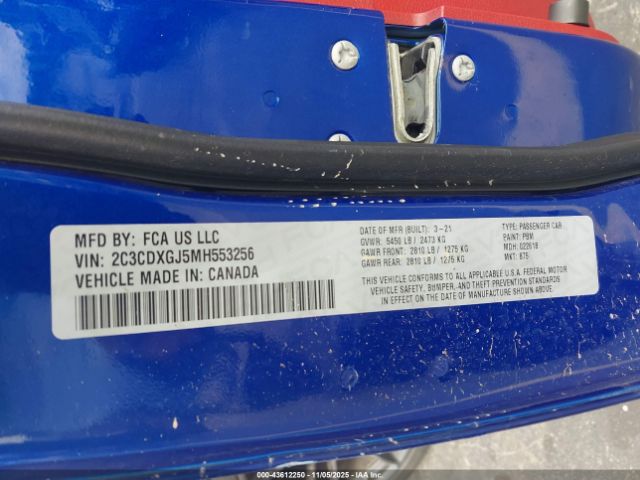 MFD BY: FCA US LLC
VIN: 2C3CDXGJ5MH553256
VEHICLE MADE IN: CANADA
DATE OF MFR (BUILT): 3-21
GVWR: 5450 LB / 2473 KG
GAWR FRONT: 2810 LB / 1275 KG
GAWR REAR: 2810 LB / 1275 KG
TYPE: PASSENGER CAR
PAINT: PBM
MDH: 022618
MKT: 875
THIS VEHICLE CONFORMS TO ALL APPLICABLE U.S.A. FEDERAL MOTOR
VEHICLE SAFETY, BUMPER, AND THEFT PREVENTION STANDARDS
IN EFFECT ON THE DATE OF MANUFACTURE SHOWN ABOVE.
000-43612250 - 11/05/2025 - IAAI.COM